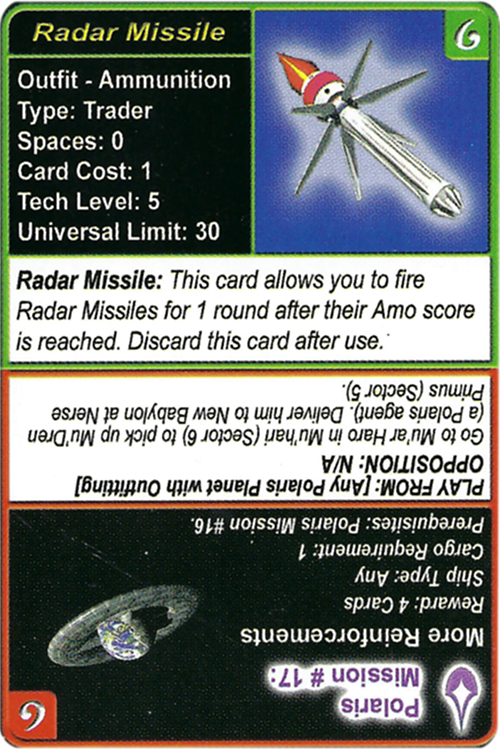 Radar Missile
Outfit - Ammunition
Type: Trader
Spaces: 0
Card Cost: 1
Tech Level: 5
Universal Limit: 30
Radar Missile: This card allows you to fire
Radar Missiles for 1 round after their Amo score
is reached. Discard this card after use.
Polaris
Mission # 17:
More Reinforcements
Reward: 4 Cards
Ship Type: Any
Cargo Requirement: 1
Prerequisites: Polaris Mission #16.
PLAY FROM: [Any Polaris Planet with Outfitting]
OPPOSITION: N/A
Go to Mu'ar Haro in Mu'hari (Sector 6) to pick up Mu'Dren
(a Polaris agent). Deliver him to New Babylon at Nerse
Primus (Sector 5).